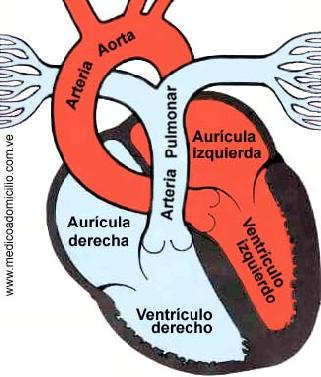 Arteria Aorta
Arteria Pulmonar
Aurícula
Izquierda
Aurícula
derecha
Ventrículo
izquierdo
Ventrículo
derecho
www.medicoadomicilio.com.ve